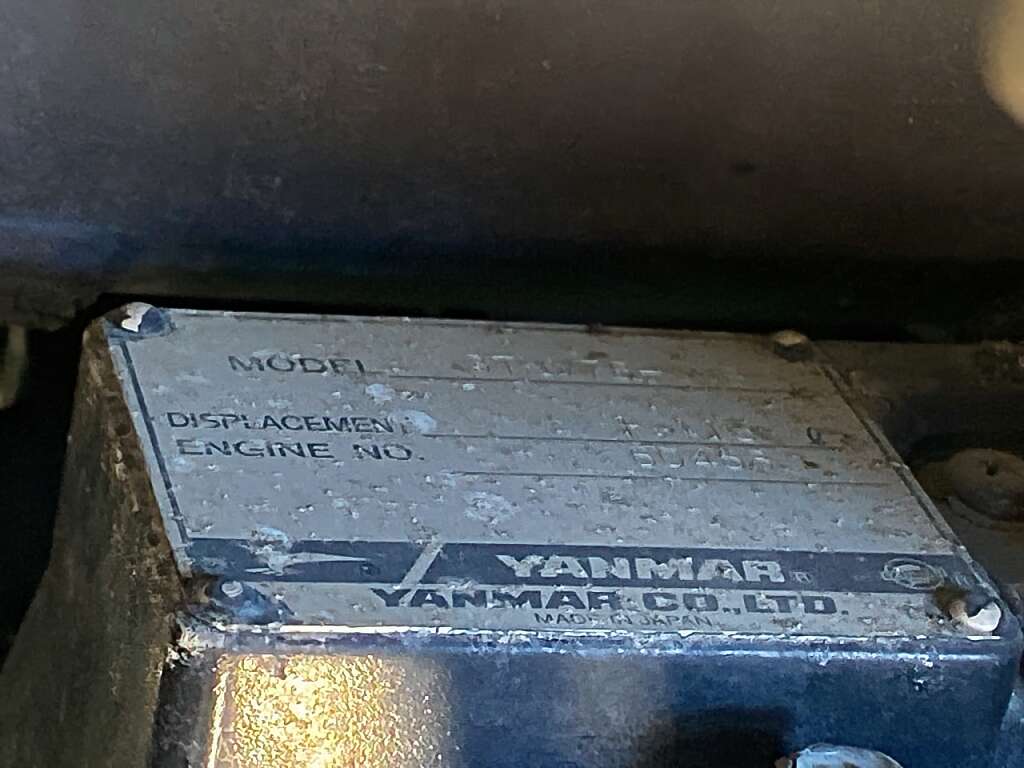 MODEL
DISPLACEMENT ℓ
ENGINE NO.
YANMAR
YANMAR CO.,LTD.
MADE IN JAPAN